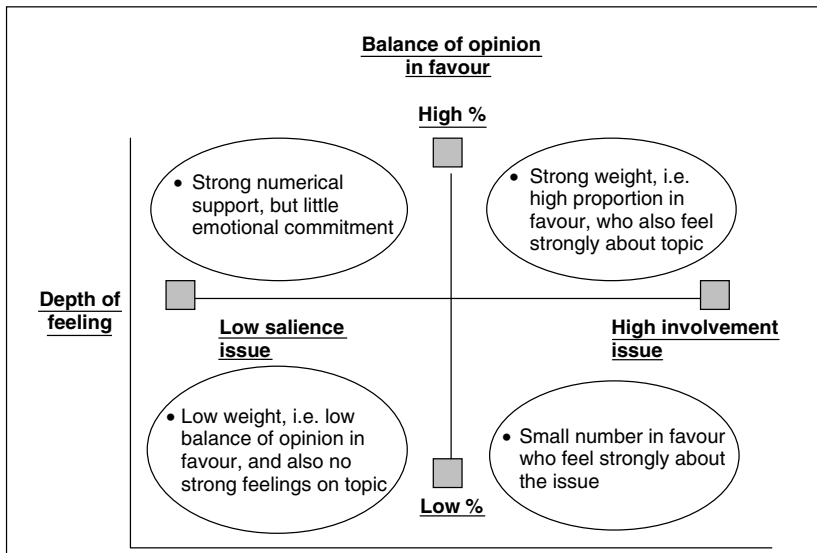 Balance of opinion
in favour
High %
• Strong numerical
support, but little
emotional commitment
• Strong weight, i.e.
high proportion in
favour, who also feel
strongly about topic
Depth of
feeling
Low salience
issue
High involvement
issue
• Low weight, i.e. low
balance of opinion in
favour, and also no
strong feelings on topic
• Small number in favour
who feel strongly about
the issue
Low %